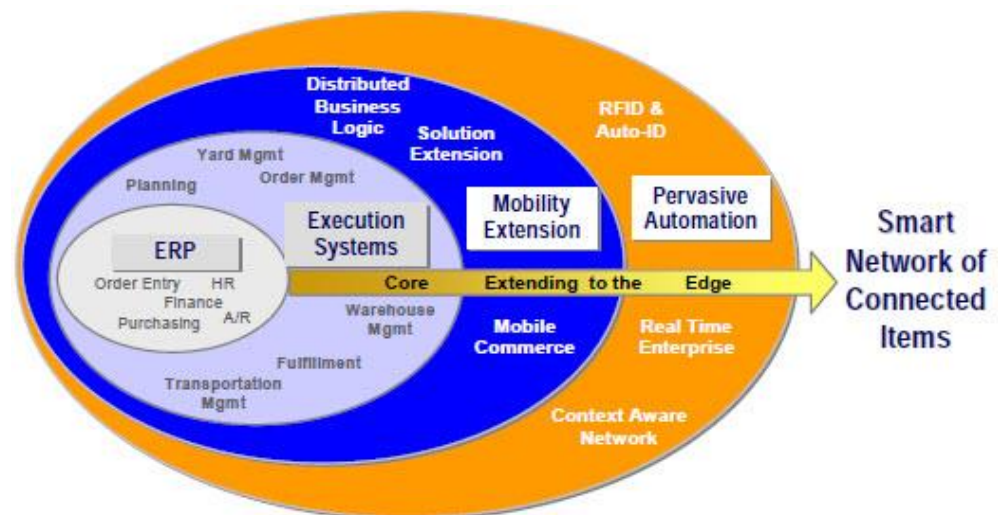 Distributed
Business
Logic
Solution
Extension
RFID &
Auto-ID
Yard Mgmt
Order Mgmt
Planning
ERP
Execution
Systems
Mobility
Extension
Pervasive
Automation
Smart
Network of
Connected
Items
Core Extending to the Edge
Order Entry HR
Finance
Purchasing A/R
Warehouse
Mgmt
Fulfillment
Transportation
Mgmt
Mobile
Commerce
Real Time
Enterprise
Context Aware
Network